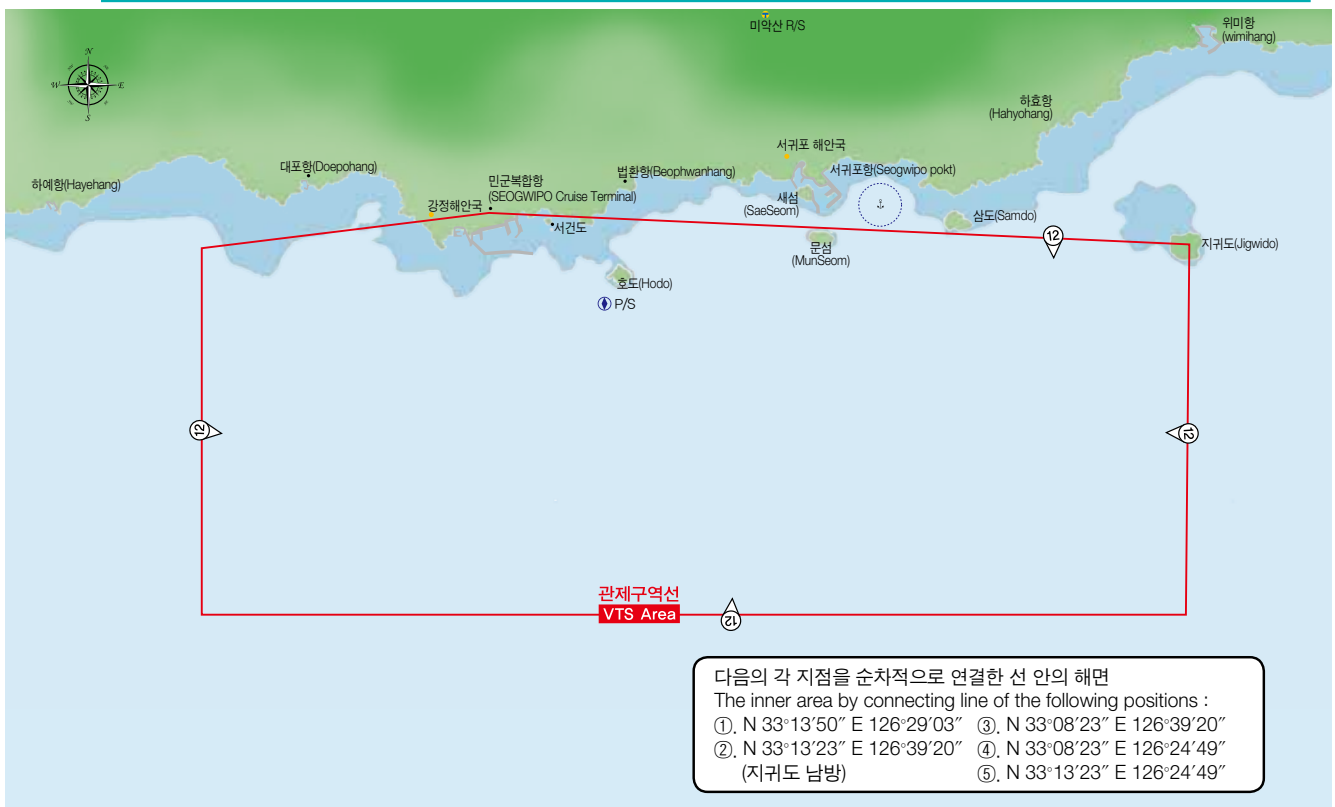 미악산 R/S
위미항
(wimihang)
N
W
E
S
하효항
(Hahyohang)
서귀포 해안국
대포항(Doepohang)
법환항(Beophwanhang)
서귀포항(Seogwipo pokt)
하예항(Hayehang)
민군복합항
(SEOGWIPO Cruise Terminal)
새섬
(SaeSeom)
강정해안국
서건도
삼도(Samdo)
12
지귀도(Jigwido)
문섬
(MunSeom)
호도(Hodo)
P/S
12
12
관제구역선
VTS Area
12
다음의 각 지점을 순차적으로 연결한 선 안의 해면
The inner area by connecting line of the following positions :
①. N 33°13′50″ E 126°29′03″ ③. N 33°08′23″ E 126°39′20″
②. N 33°13′23″ E 126°39′20″ ④. N 33°08′23″ E 126°24′49″
(지귀도 남방) ⑤. N 33°13′23″ E 126°24′49″